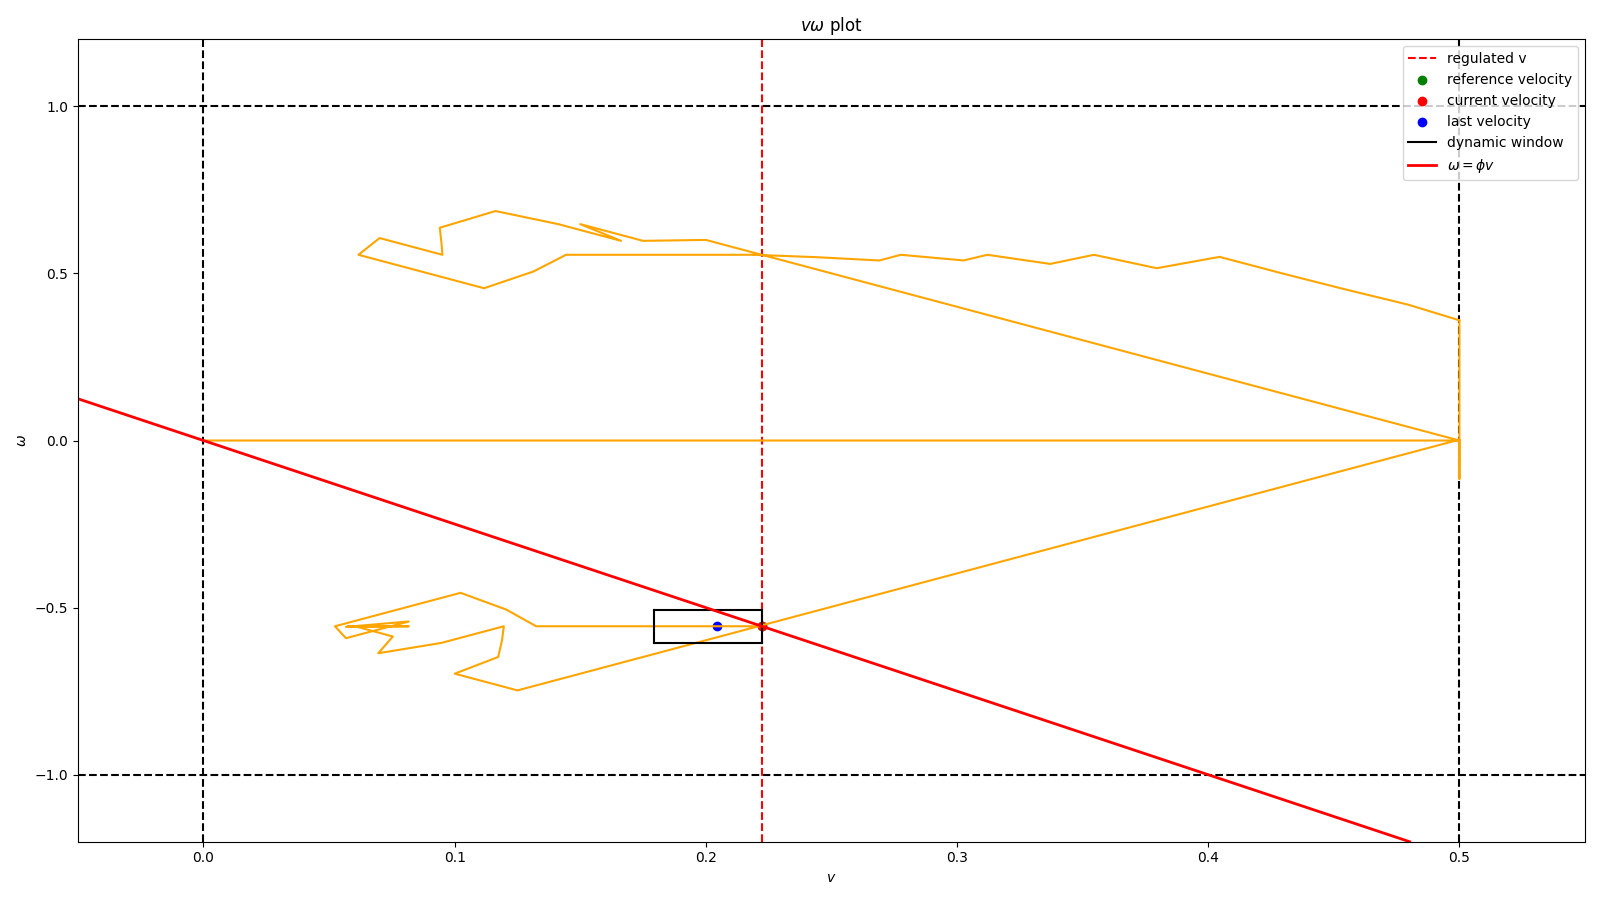 vω plot
regulated v
reference velocity
current velocity
last velocity
dynamic window
ω = ϕv
1.0
0.5
0.0
−0.5
−1.0
ω
0.0 0.1 0.2 0.3 0.4 0.5
v